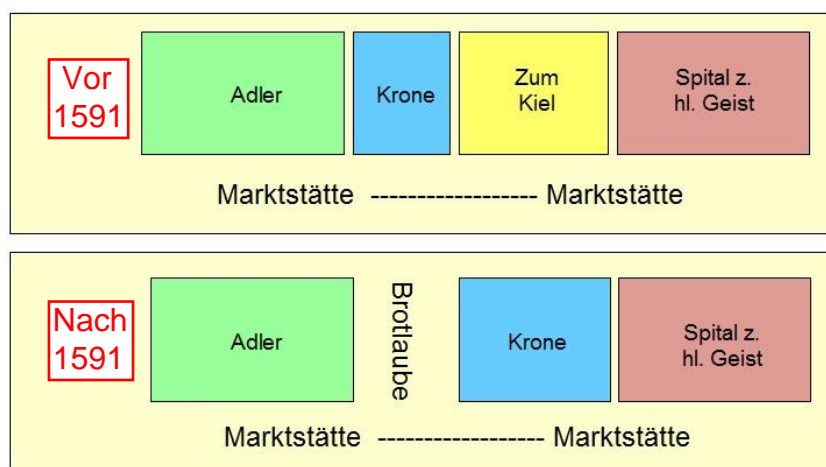 Vor
1591
Adler
Krone
Zum
Kiel
Spital z.
hl. Geist
Marktstätte ------------------ Marktstätte
Nach
1591
Adler
Brotlaube
Krone
Spital z.
hl. Geist
Marktstätte ------------------ Marktstätte